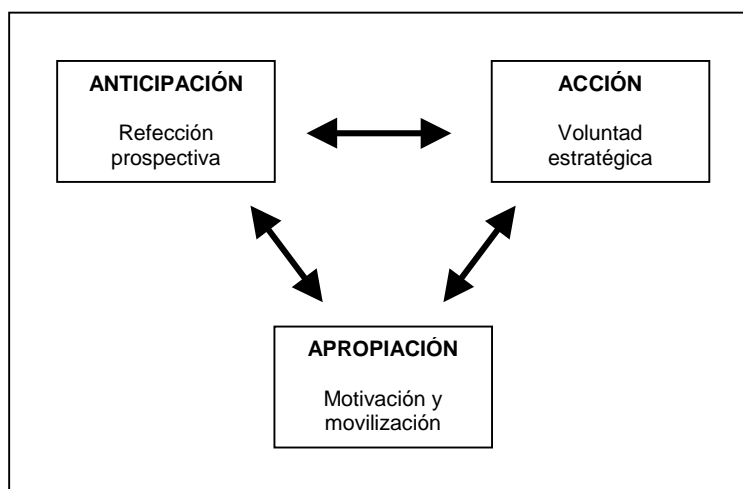 ANTICIPACIÓN
Refección
prospectiva
ACCIÓN
Voluntad
estratégica
APROPIACIÓN
Motivación y
movilización